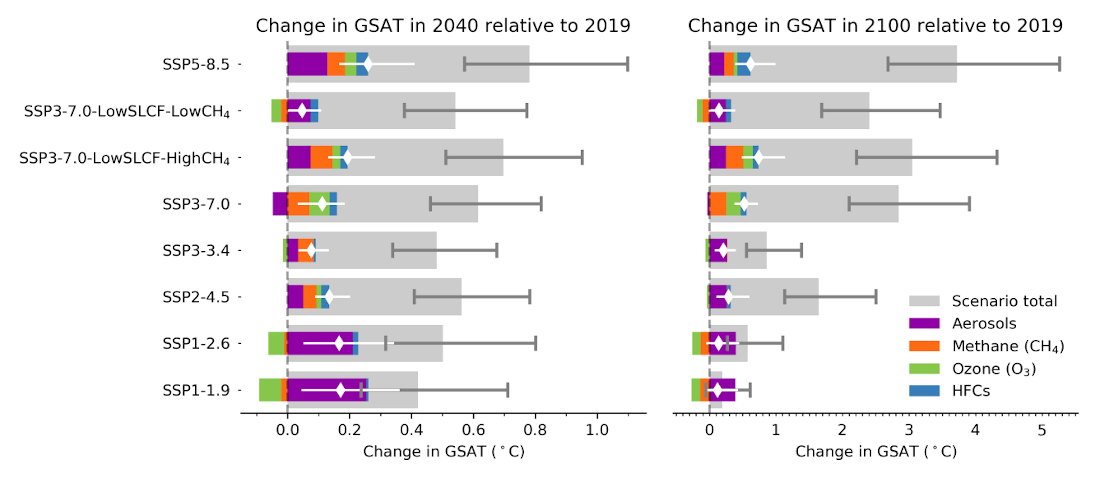 Change in GSAT in 2040 relative to 2019
Change in GSAT in 2100 relative to 2019
SSP5-8.5
SSP3-7.0-LowSLCF-LowCH₄
SSP3-7.0-LowSLCF-HighCH₄
SSP3-7.0
SSP3-3.4
SSP2-4.5
SSP1-2.6
SSP1-1.9
Scenario total
Aerosols
Methane (CH₄)
Ozone (O₃)
HFCs
0.0 0.2 0.4 0.6 0.8 1.0
0 1 2 3 4 5
Change in GSAT (°C)
Change in GSAT (°C)